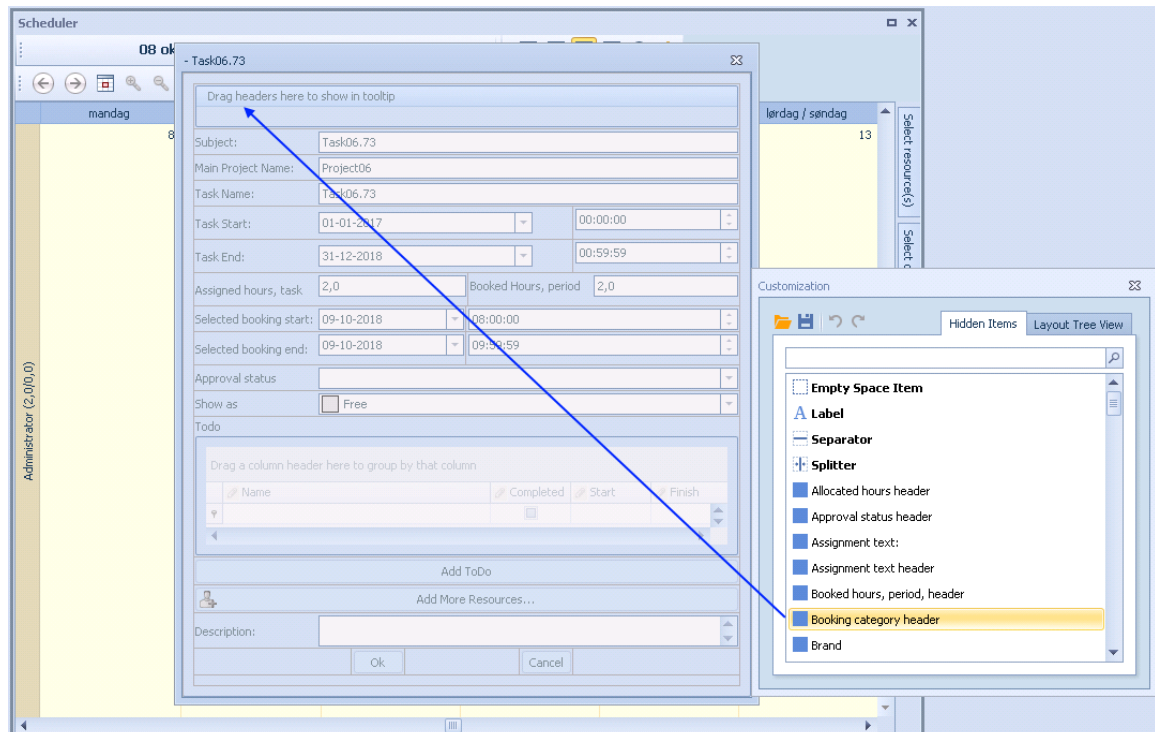 Scheduler
08 ok
- Task06.73
mandag
lørdag / søndag
8
13
Select resource(s)
Select
Administrator (2,0/0,0)
Drag headers here to show in tooltip
Subject: Task06.73
Main Project Name: Project06
Task Name: Task06.73
Task Start: 01-01-2017 00:00:00
Task End: 31-12-2018 00:59:59
Assigned hours, task 2,0 Booked Hours, period 2,0
Selected booking start: 09-10-2018 08:00:00
Selected booking end: 09-10-2018 09:59:59
Approval status
Show as Free
Todo
Drag a column header here to group by that column
Name Completed Start Finish
Add ToDo
Add More Resources...
Description:
Ok Cancel
Customization
Hidden Items Layout Tree View
Empty Space Item
A Label
Separator
Splitter
Allocated hours header
Approval status header
Assignment text:
Assignment text header
Booked hours, period, header
Booking category header
Brand